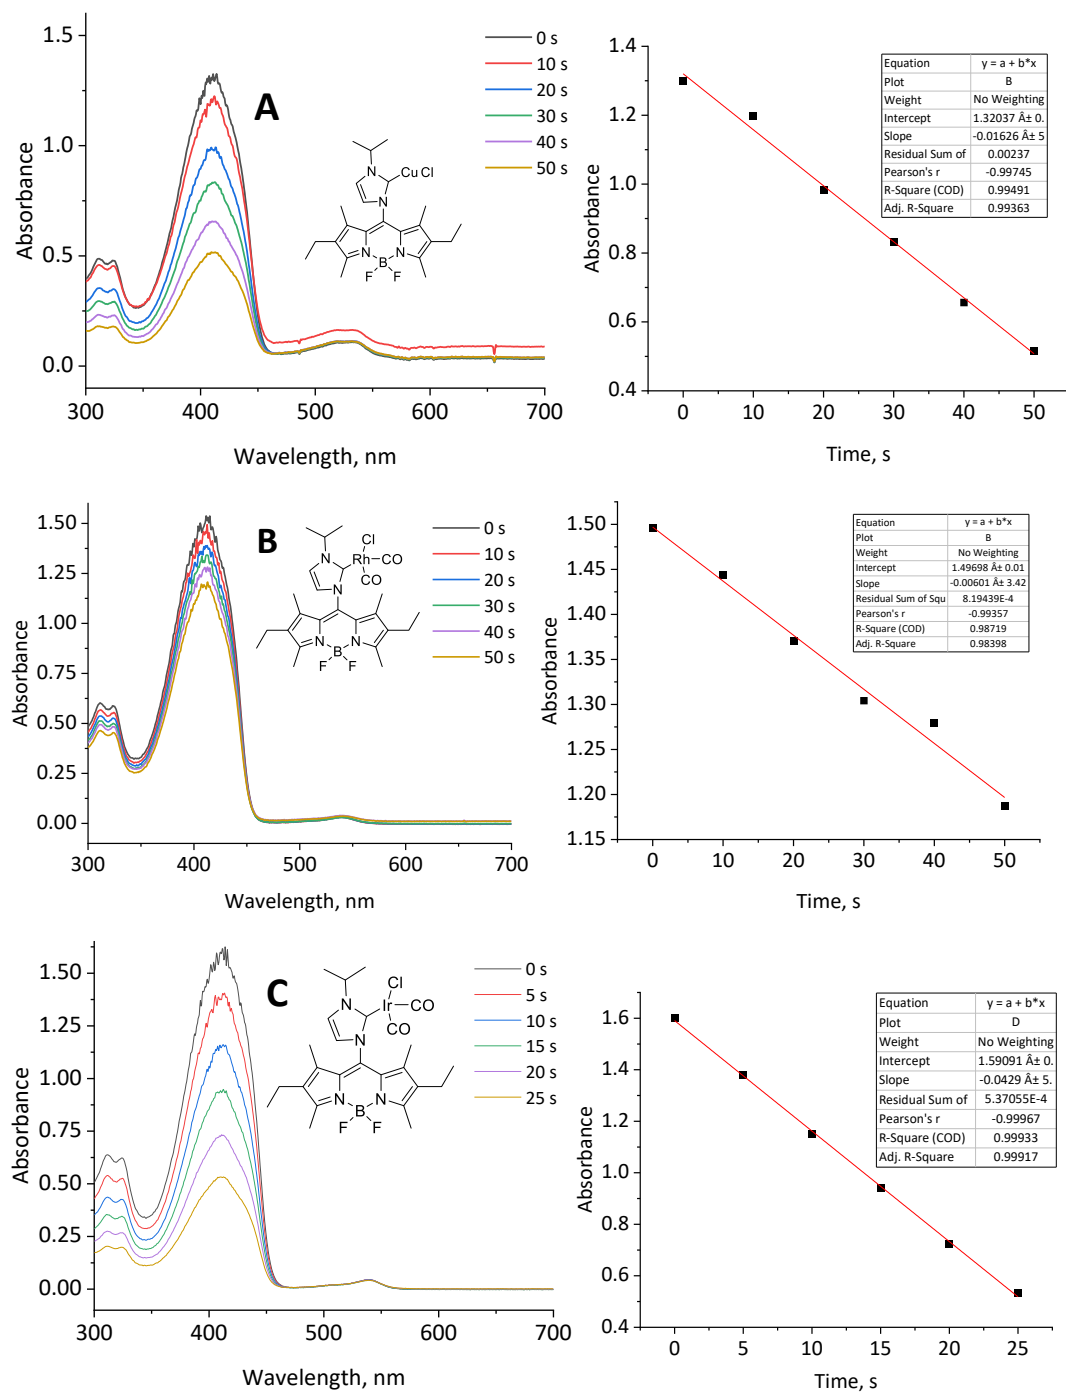 A
0 s
10 s
20 s
30 s
40 s
50 s
N
N
Cu Cl
N
N
B
F
F
Absorbance
1.5
1.0
0.5
0.0
300 400 500 600 700
Wavelength, nm
Absorbance
1.4
1.2
1.0
0.8
0.6
0.4
Equation y = a + b*x
Plot B
Weight No Weighting
Intercept 1.32037 Â± 0.
Slope -0.01626 Â± 5
Residual Sum of 0.00237
Pearson's r -0.99745
R-Square (COD) 0.99491
Adj. R-Square 0.99363
0 10 20 30 40 50
Time, s
B
0 s
10 s
20 s
30 s
40 s
50 s
Cl
N
Rh CO
CO
N
N
N
B
F
F
Absorbance
1.50
1.25
1.00
0.75
0.50
0.25
0.00
300 400 500 600 700
Wavelength, nm
Absorbance
1.50
1.45
1.40
1.35
1.30
1.25
1.20
1.15
Equation y = a + b*x
Plot B
Weight No Weighting
Intercept 1.49698 Â± 0.01
Slope -0.00601 Â± 3.42
Residual Sum of Squ 8.19439E-4
Pearson's r -0.99357
R-Square (COD) 0.98719
Adj. R-Square 0.98398
0 10 20 30 40 50
Time, s
C
0 s
5 s
10 s
15 s
20 s
25 s
Cl
N
Ir CO
CO
N
N
N
B
F
F
Absorbance
1.50
1.25
1.00
0.75
0.50
0.25
0.00
300 400 500 600 700
Wavelength, nm
Absorbance
1.6
1.4
1.2
1.0
0.8
0.6
0.4
Equation y = a + b*x
Plot D
Weight No Weighting
Intercept 1.59091 Â± 0.
Slope -0.0429 Â± 5.
Residual Sum of 5.37055E-4
Pearson's r -0.99967
R-Square (COD) 0.99933
Adj. R-Square 0.99917
0 5 10 15 20 25
Time, s